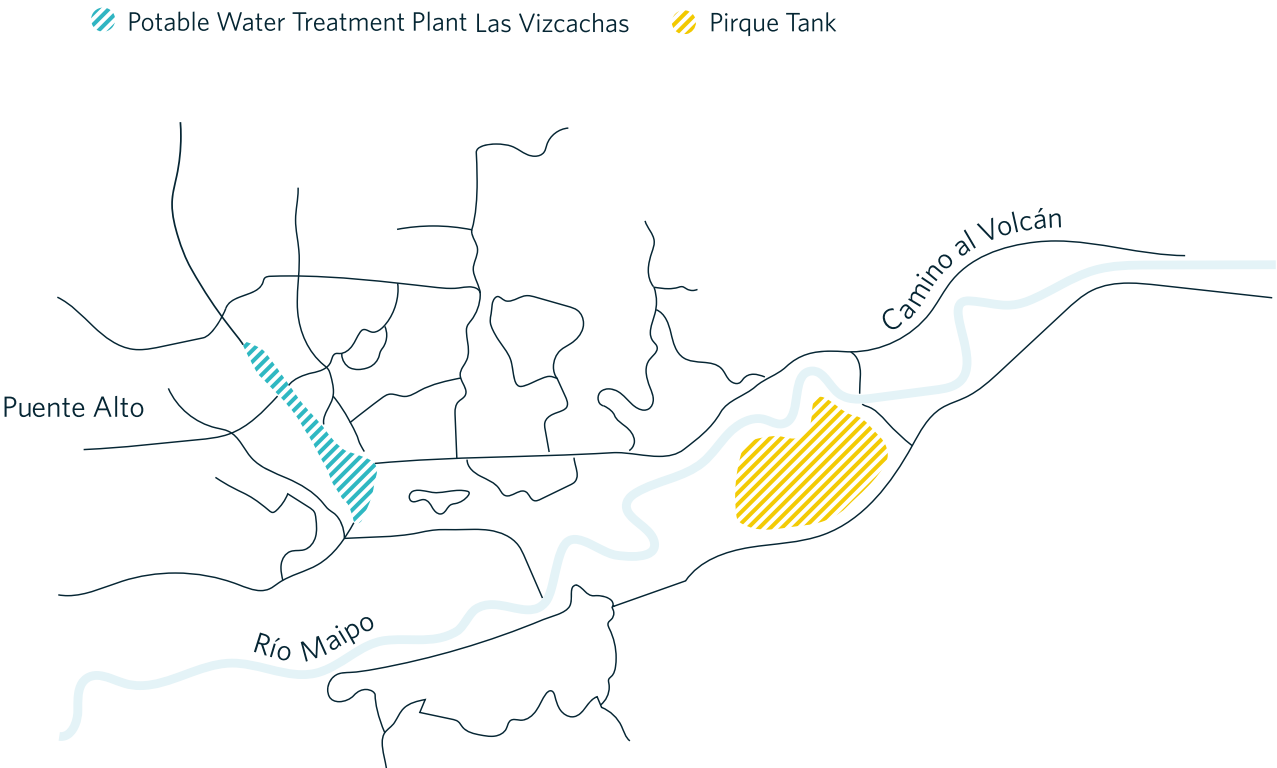 Potable Water Treatment Plant Las Vizcachas
Pirque Tank
Camino al Volcán
Puente Alto
Río Maipo